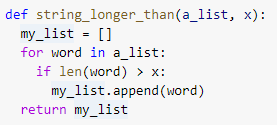 def string_longer_than(a_list, x):
  my_list = []
  for word in a_list:
    if len(word) > x:
      my_list.append(word)
  return my_list